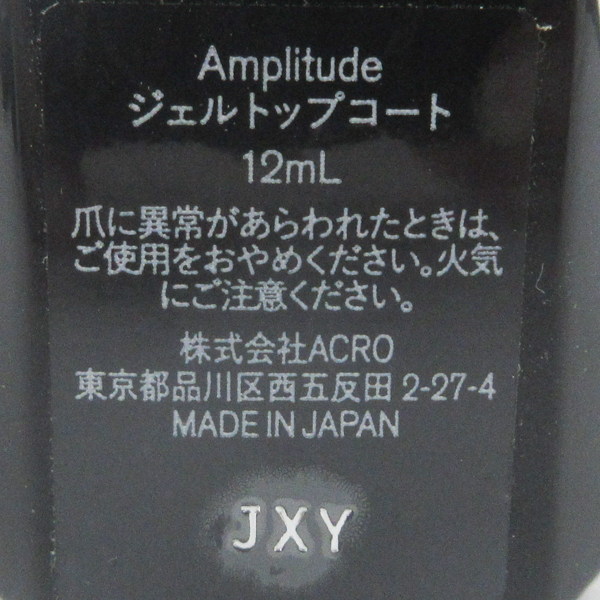 Amplitude
ジェルトップコート
12mL
爪に異常があらわれたときは、
ご使用をおやめください。火気
にご注意ください。
株式会社ACRO
東京都品川区西五反田 2-27-4
MADE IN JAPAN
JXY